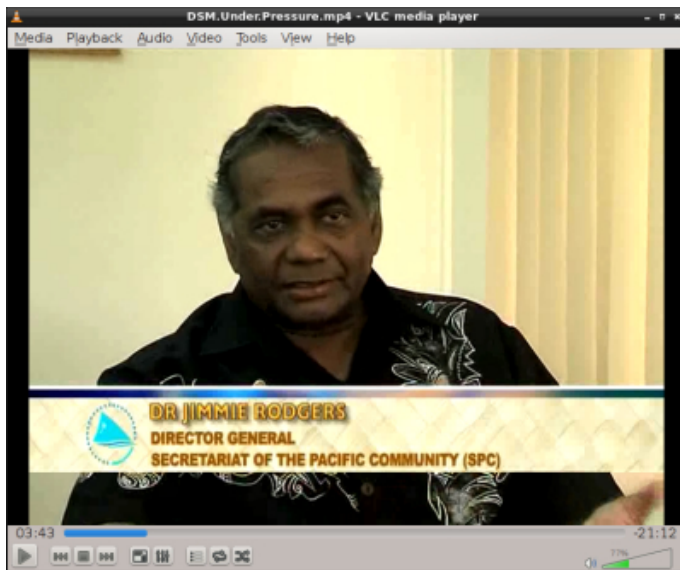 DSM.Under.Pressure.mp4 - VLC media player
Media Playback Audio Video Tools View Help
DR JIMMIE RODGERS
DIRECTOR GENERAL
SECRETARIAT OF THE PACIFIC COMMUNITY (SPC)
03:43 -21:12
77%